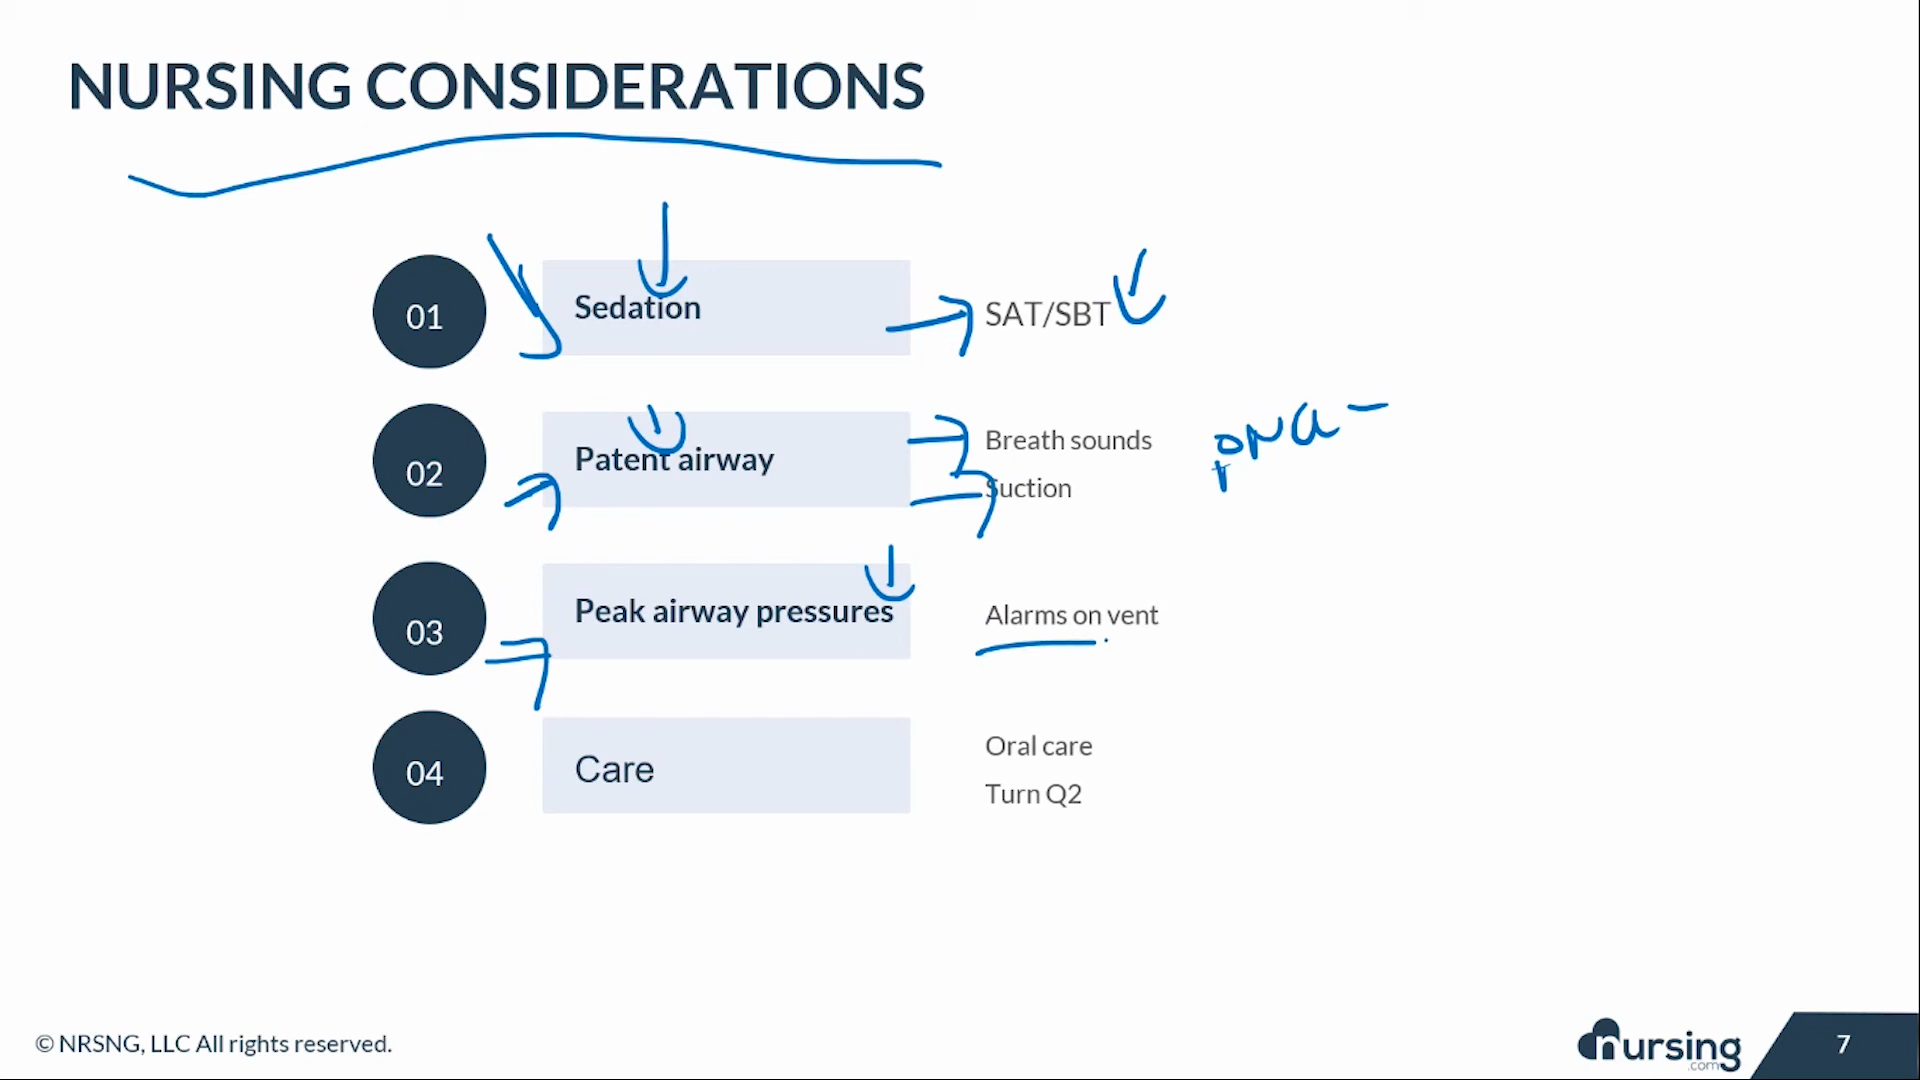 NURSING CONSIDERATIONS
01
Sedation
SAT/SBT
02
Patent airway
Breath sounds
Suction
03
Peak airway pressures
Alarms on vent
04
Care
Oral care
Turn Q2
© NRSNG, LLC All rights reserved.
nursing
.com
7